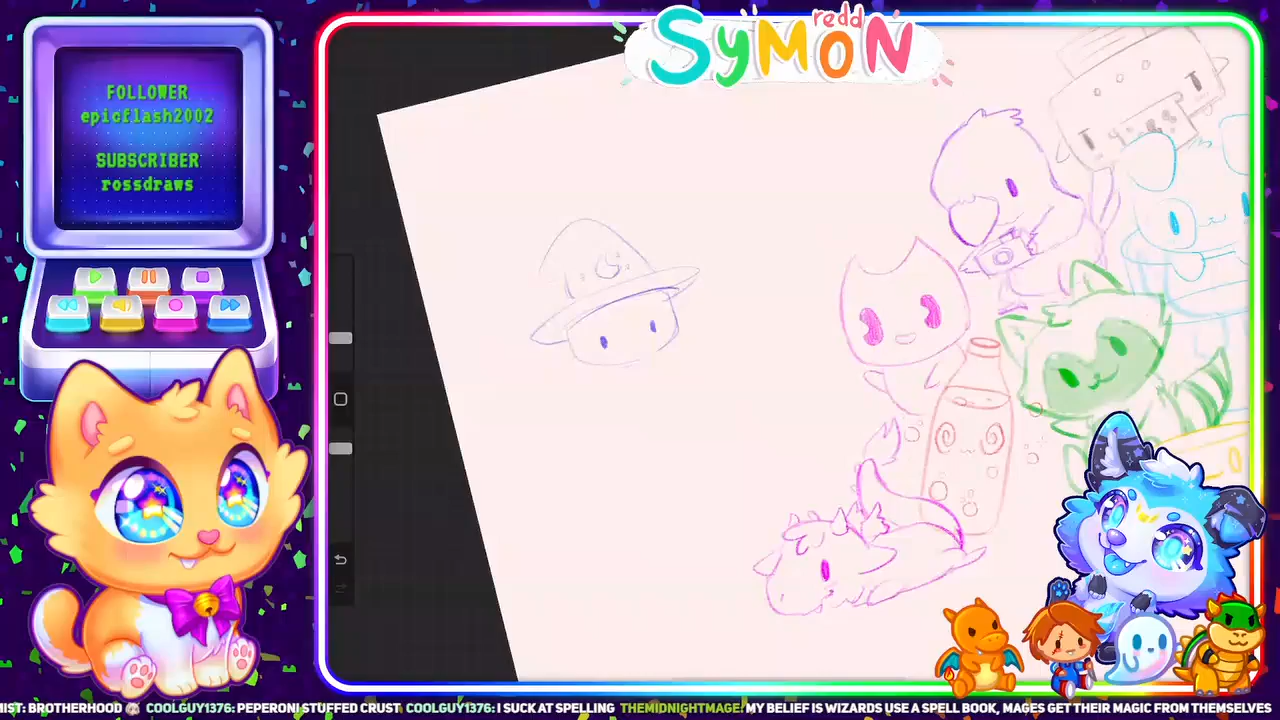 redd
SYMON
FOLLOWER
epicflash2002
SUBSCRIBER
rossdraws
MIST: BROTHERHOOD COOLGUY1376: PEPERONI STUFFED CRUST COOLGUY1376: I SUCK AT SPELLING THEMIDNIGHTMAGE: MY BELIEF IS WIZARDS USE A SPELL BOOK, MAGES GET THEIR MAGIC FROM THEMSELVES